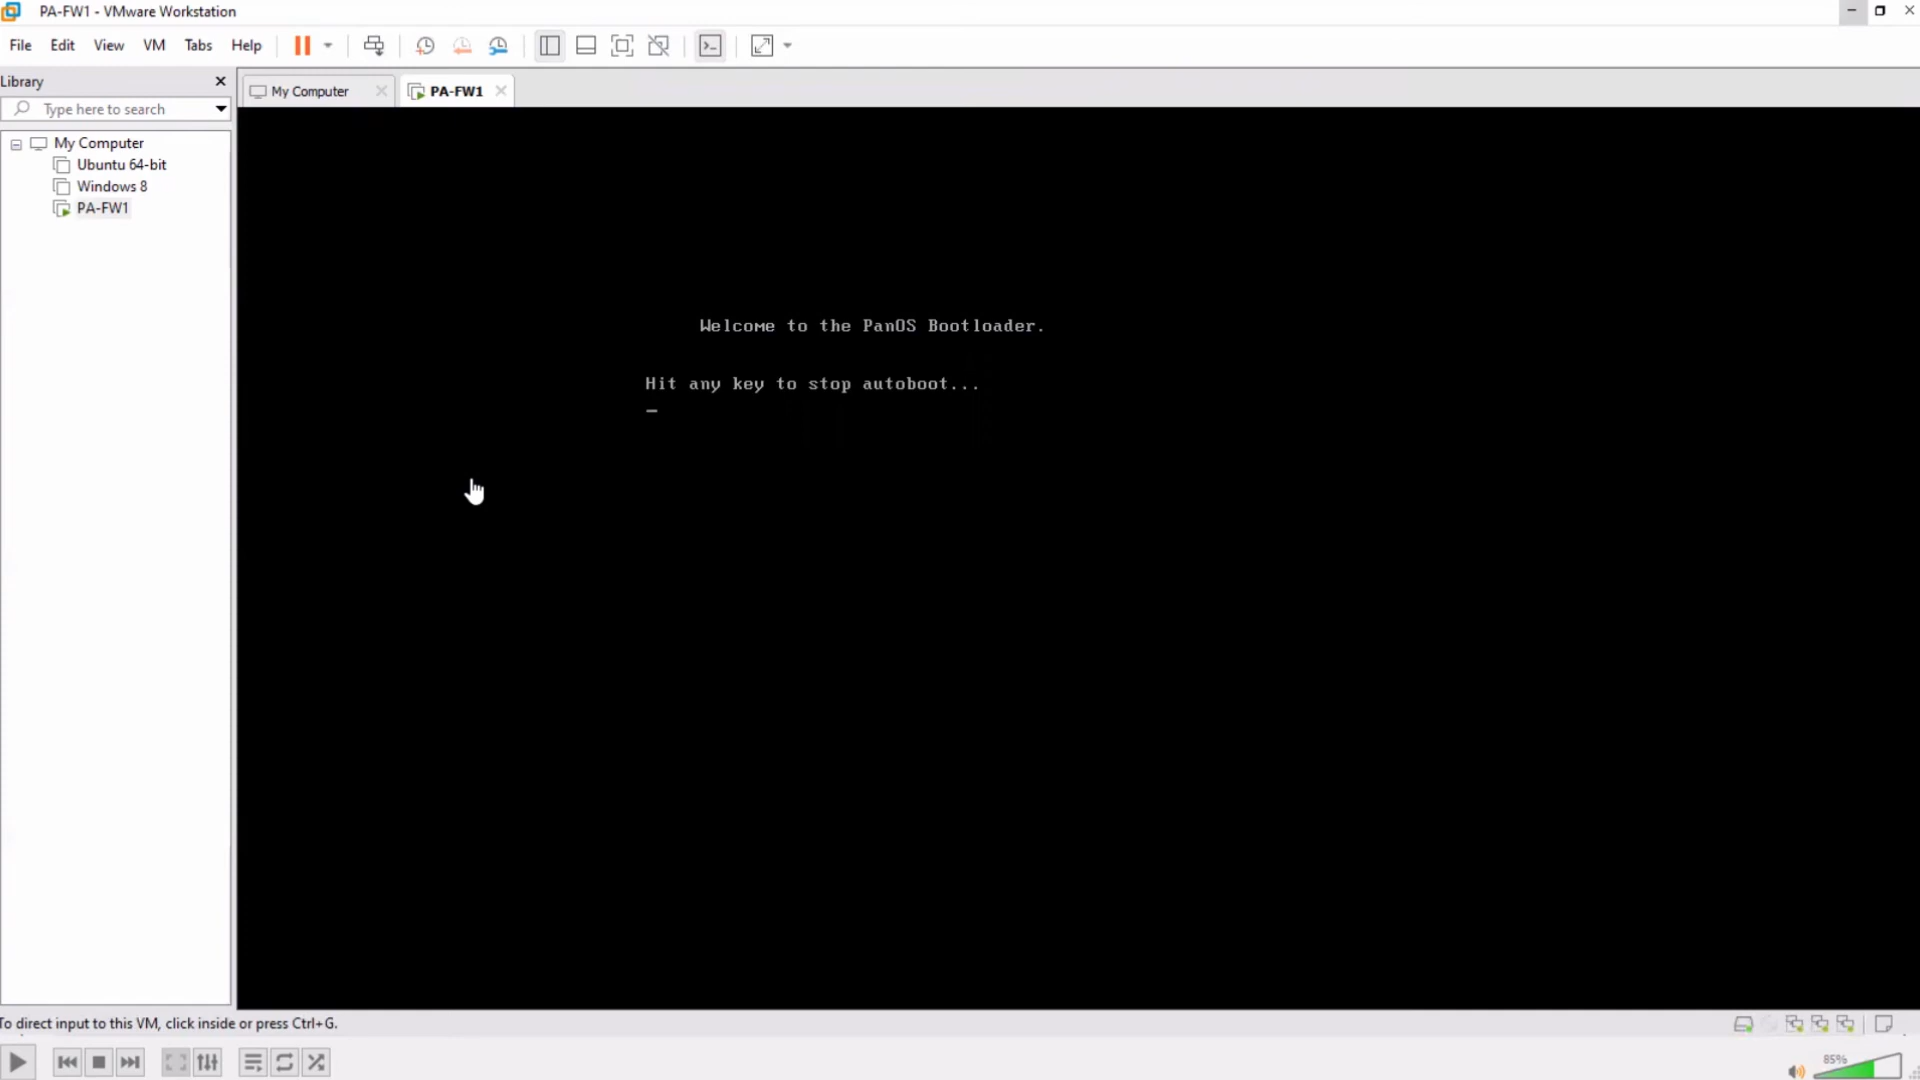 PA-FW1 - VMware Workstation
File Edit View VM Tabs Help
Library
My Computer PA-FW1
Type here to search
My Computer
Ubuntu 64-bit
Windows 8
PA-FW1
Welcome to the PanOS Bootloader.
Hit any key to stop autoboot...
To direct input to this VM, click inside or press Ctrl+G.
85%